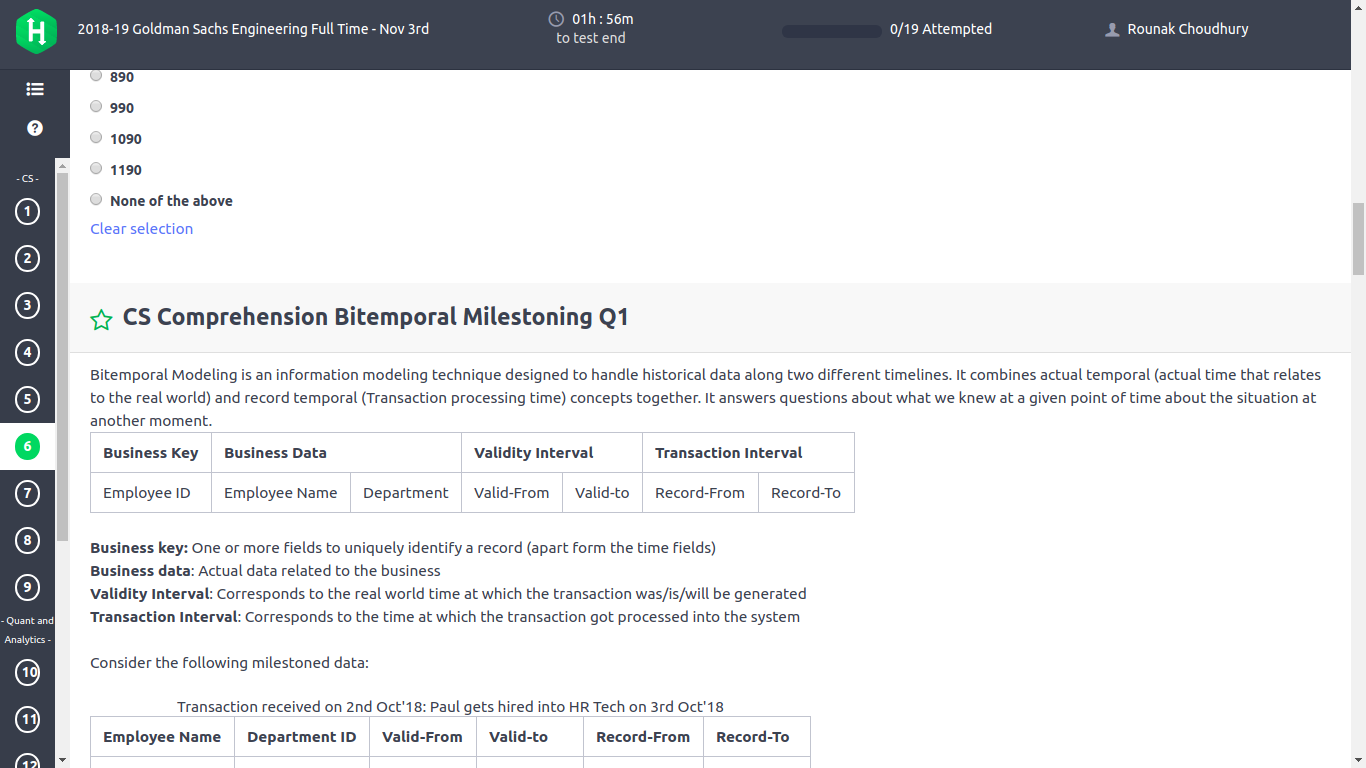 2018-19 Goldman Sachs Engineering Full Time - Nov 3rd
01h : 56m
to test end
0/19 Attempted
Rounak Choudhury
- CS -
1
2
3
4
5
6
7
8
9
- Quant and
Analytics -
10
11
12
890
990
1090
1190
None of the above
Clear selection
CS Comprehension Bitemporal Milestoning Q1
Bitemporal Modeling is an information modeling technique designed to handle historical data along two different timelines. It combines actual temporal (actual time that relates
to the real world) and record temporal (Transaction processing time) concepts together. It answers questions about what we knew at a given point of time about the situation at
another moment.
Business Key Business Data Validity Interval Transaction Interval
Employee ID Employee Name Department Valid-From Valid-to Record-From Record-To
Business key: One or more fields to uniquely identify a record (apart form the time fields)
Business data: Actual data related to the business
Validity Interval: Corresponds to the real world time at which the transaction was/is/will be generated
Transaction Interval: Corresponds to the time at which the transaction got processed into the system
Consider the following milestoned data:
Transaction received on 2nd Oct'18: Paul gets hired into HR Tech on 3rd Oct'18
Employee Name Department ID Valid-From Valid-to Record-From Record-To